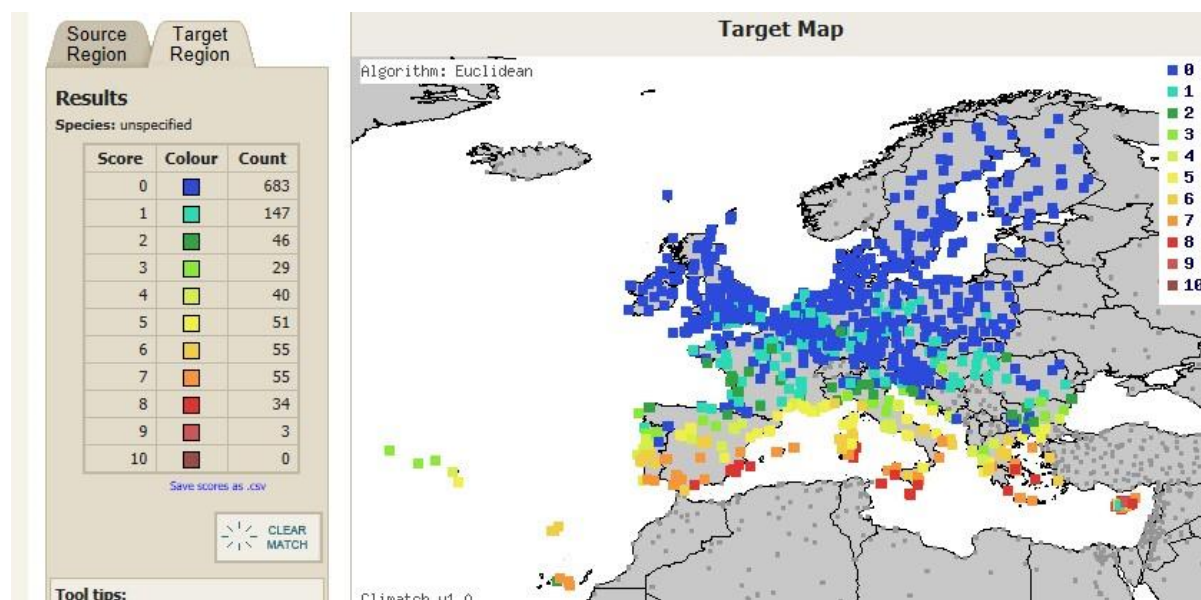 Source Region
Target Region
Target Map
Algorithm: Euclidean
Results
Species: unspecified
Score Colour Count
0 683
1 147
2 46
3 29
4 40
5 51
6 55
7 55
8 34
9 3
10 0
Save scores as .csv
CLEAR MATCH
Tool tips:
0
1
2
3
4
5
6
7
8
9
10
Climatch v1.0